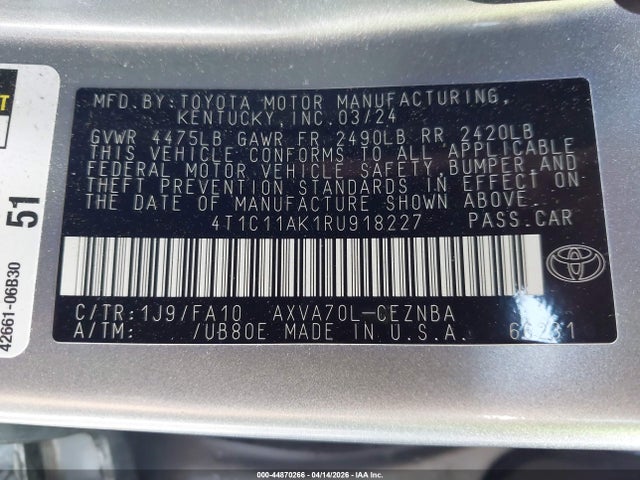 MFD.BY:TOYOTA MOTOR MANUFACTURING,
KENTUCKY,INC.03/24
GVWR 4475LB GAWR FR 2490LB RR 2420LB
THIS VEHICLE CONFORMS TO ALL APPLICABLE
FEDERAL MOTOR VEHICLE SAFETY,BUMPER,AND
THEFT PREVENTION STANDARDS IN EFFECT ON
THE DATE OF MANUFACTURE SHOWN ABOVE.
4T1C11AK1RU918227 PASS.CAR
C/TR:1J9/FA10 AXVA70L-CEZNBA
A/TM: /UB80E MADE IN U.S.A.
42661-06B30
51
000-44870266 - 04/14/2026 - IAA Inc.